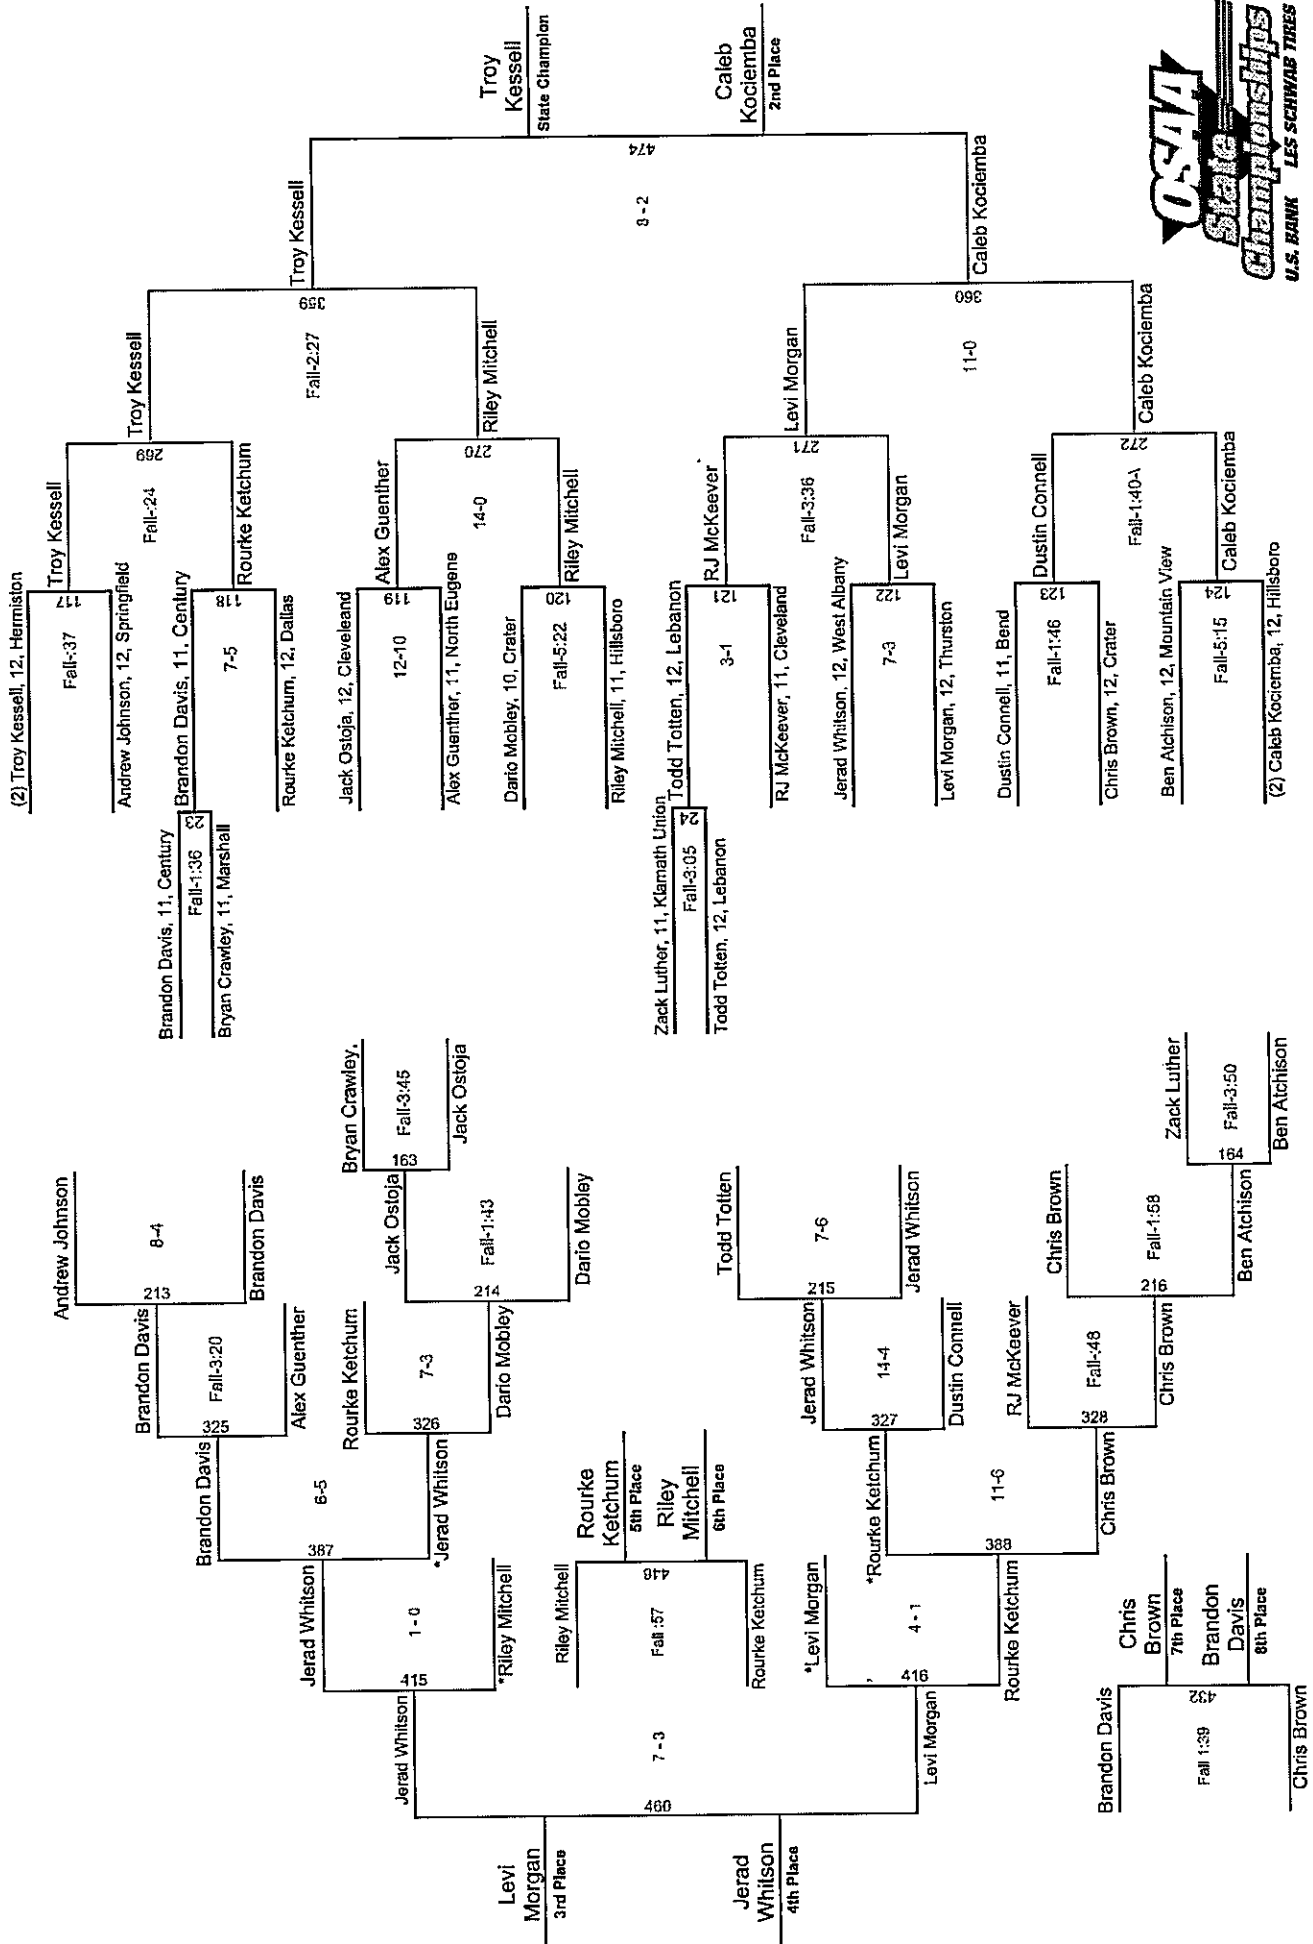 (2) Troy Kessell, 12, Hermiston
Fall-:37
117
Andrew Johnson, 12, Springfield
Troy Kessell
Brandon Davis, 11, Century
Fall-1:36
23
Bryan Crawley, 11, Marshall
Brandon Davis, 11, Century
7-5
118
Rourke Ketchum, 12, Dallas
Rourke Ketchum
Fall-:24
269
Troy Kessell
Jack Ostoja, 12, Cleveleand
12-10
119
Alex Guenther, 11, North Eugene
Alex Guenther
Dario Mobley, 10, Crater
Fall-5:22
120
Riley Mitchell, 11, Hillsboro
Riley Mitchell
14-0
270
Riley Mitchell
Fall-2:27
359
Troy Kessell
Zack Luther, 11, Klamath Union
Fall-3:05
24
Todd Totten, 12, Lebanon
Todd Totten, 12, Lebanon
3-1
121
RJ McKeever, 11, Cleveland
RJ McKeever
Jerad Whitson, 12, West Albany
7-3
122
Levi Morgan, 12, Thurston
Levi Morgan
Fall-3:36
271
Levi Morgan
Dustin Connell, 11, Bend
Fall-1:46
123
Chris Brown, 12, Crater
Dustin Connell
Ben Atchison, 12, Mountain View
Fall-5:15
124
(2) Caleb Kociemba, 12, Hillsboro
Caleb Kociemba
272
Caleb Kociemba
11-0
360
Caleb Kociemba
8-2
474
Troy
Kessell
State Champion
Caleb
Kociemba
2nd Place
Andrew Johnson
8-4
213
Brandon Davis
Brandon Davis
Fall-3:20
325
Alex Guenther
Brandon Davis
Bryan Crawley,
Fall-3:45
163
Jack Ostoja
Jack Ostoja
Fall-1:43
214
Dario Mobley
Rourke Ketchum
7-3
326
Dario Mobley
*Jerad Whitson
6-5
387
Jerad Whitson
1-0
415
*Riley Mitchell
Jerad Whitson
Riley Mitchell
Fall :57
446
Rourke Ketchum
Rourke
Ketchum
5th Place
Riley
Mitchell
6th Place
Todd Totten
7-6
215
Jerad Whitson
Jerad Whitson
14-4
327
Dustin Connell
*Rourke Ketchum
Zack Luther
Fall-3:50
164
Ben Atchison
Chris Brown
Fall-1:58
216
Ben Atchison
RJ McKeever
Fall-:48
328
Chris Brown
Chris Brown
11-6
388
*Levi Morgan
4-1
416
Rourke Ketchum
Levi Morgan
7-3
460
Levi
Morgan
3rd Place
Jerad
Whitson
4th Place
Brandon Davis
Fall 1:39
432
Chris Brown
Chris
Brown
7th Place
Brandon
Davis
8th Place
OSAA
State
Championships
U.S. BANK LES SCHWAB TIRES